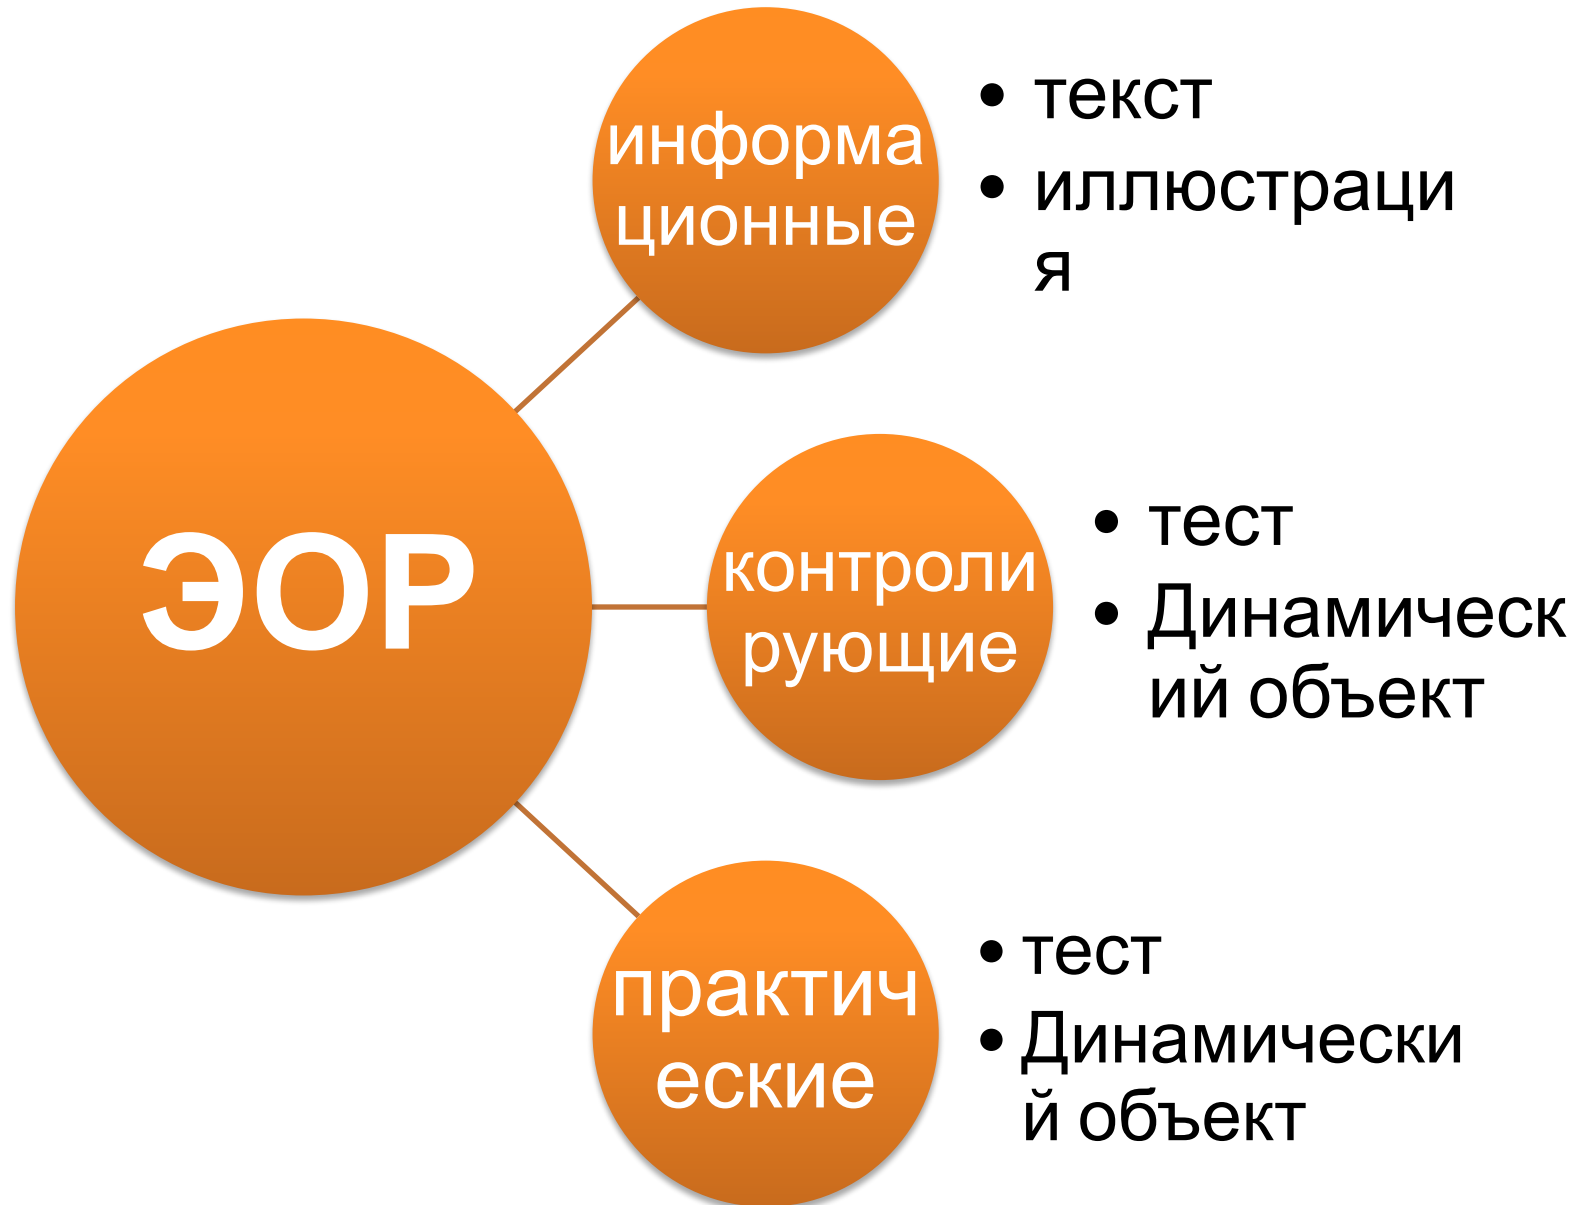 ЭОР
информа
ционные
• текст
• иллюстраци
я
контроли
рующие
• тест
• Динамическ
ий объект
практич
еские
• тест
• Динамически
й объект